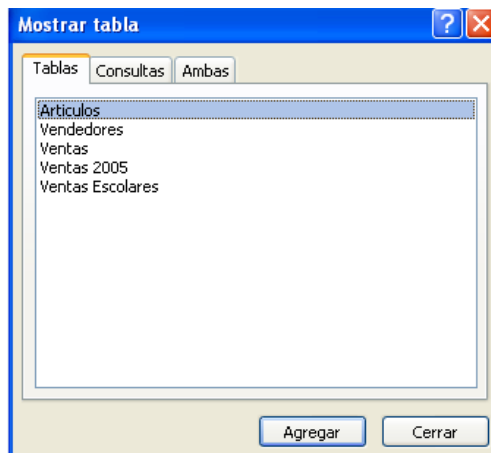 Mostrar tabla
Tablas Consultas Ambas
Articulos
Vendedores
Ventas
Ventas 2005
Ventas Escolares
Agregar Cerrar